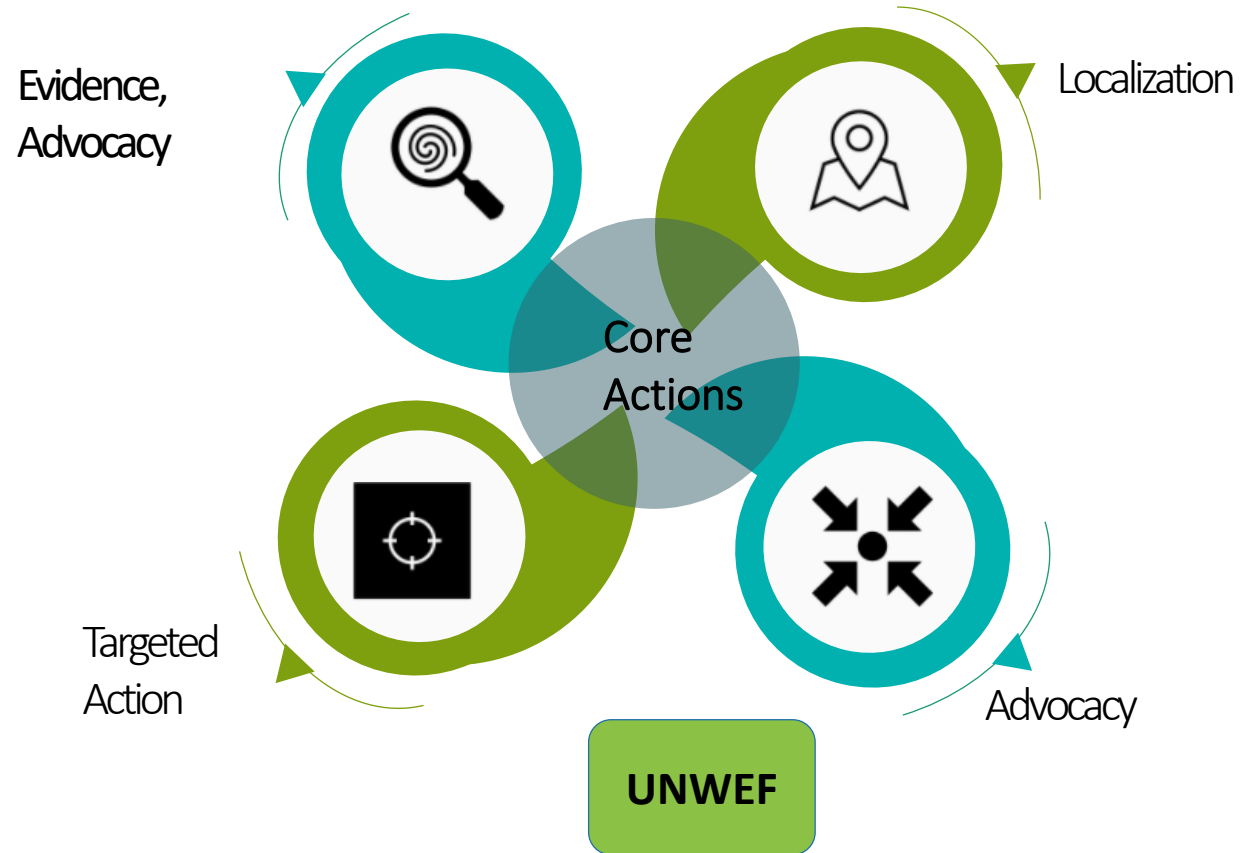 Evidence,
Advocacy
Localization
Core
Actions
Targeted
Action
Advocacy
UNWEF